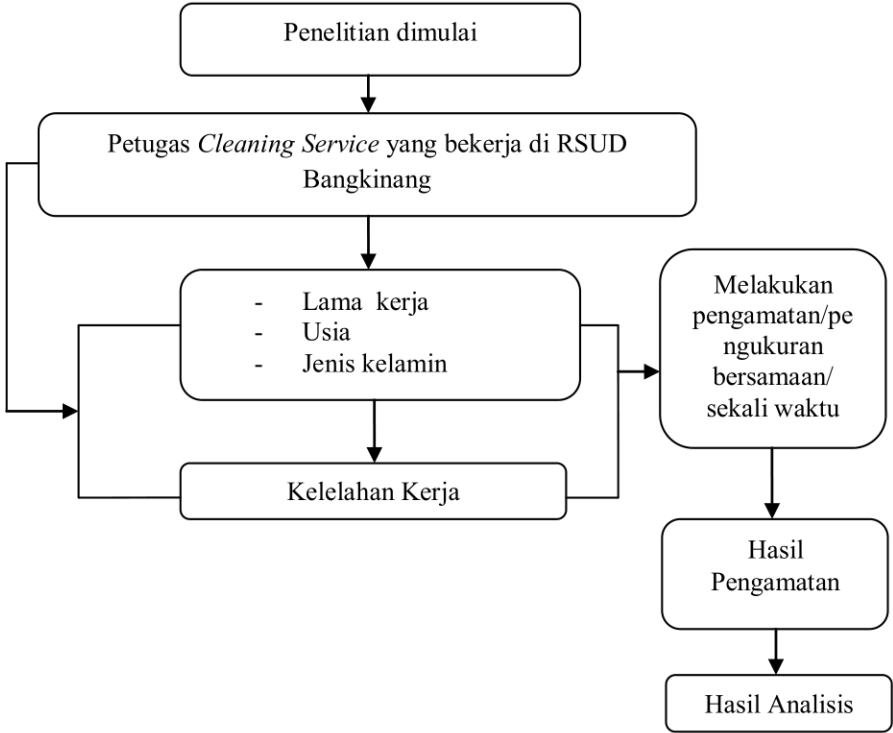 Penelitian dimulai
Petugas Cleaning Service yang bekerja di RSUD
Bangkinang
- Lama kerja
- Usia
- Jenis kelamin
Kelelahan Kerja
Melakukan
pengamatan/pe
ngukuran
bersamaan/
sekali waktu
Hasil
Pengamatan
Hasil Analisis